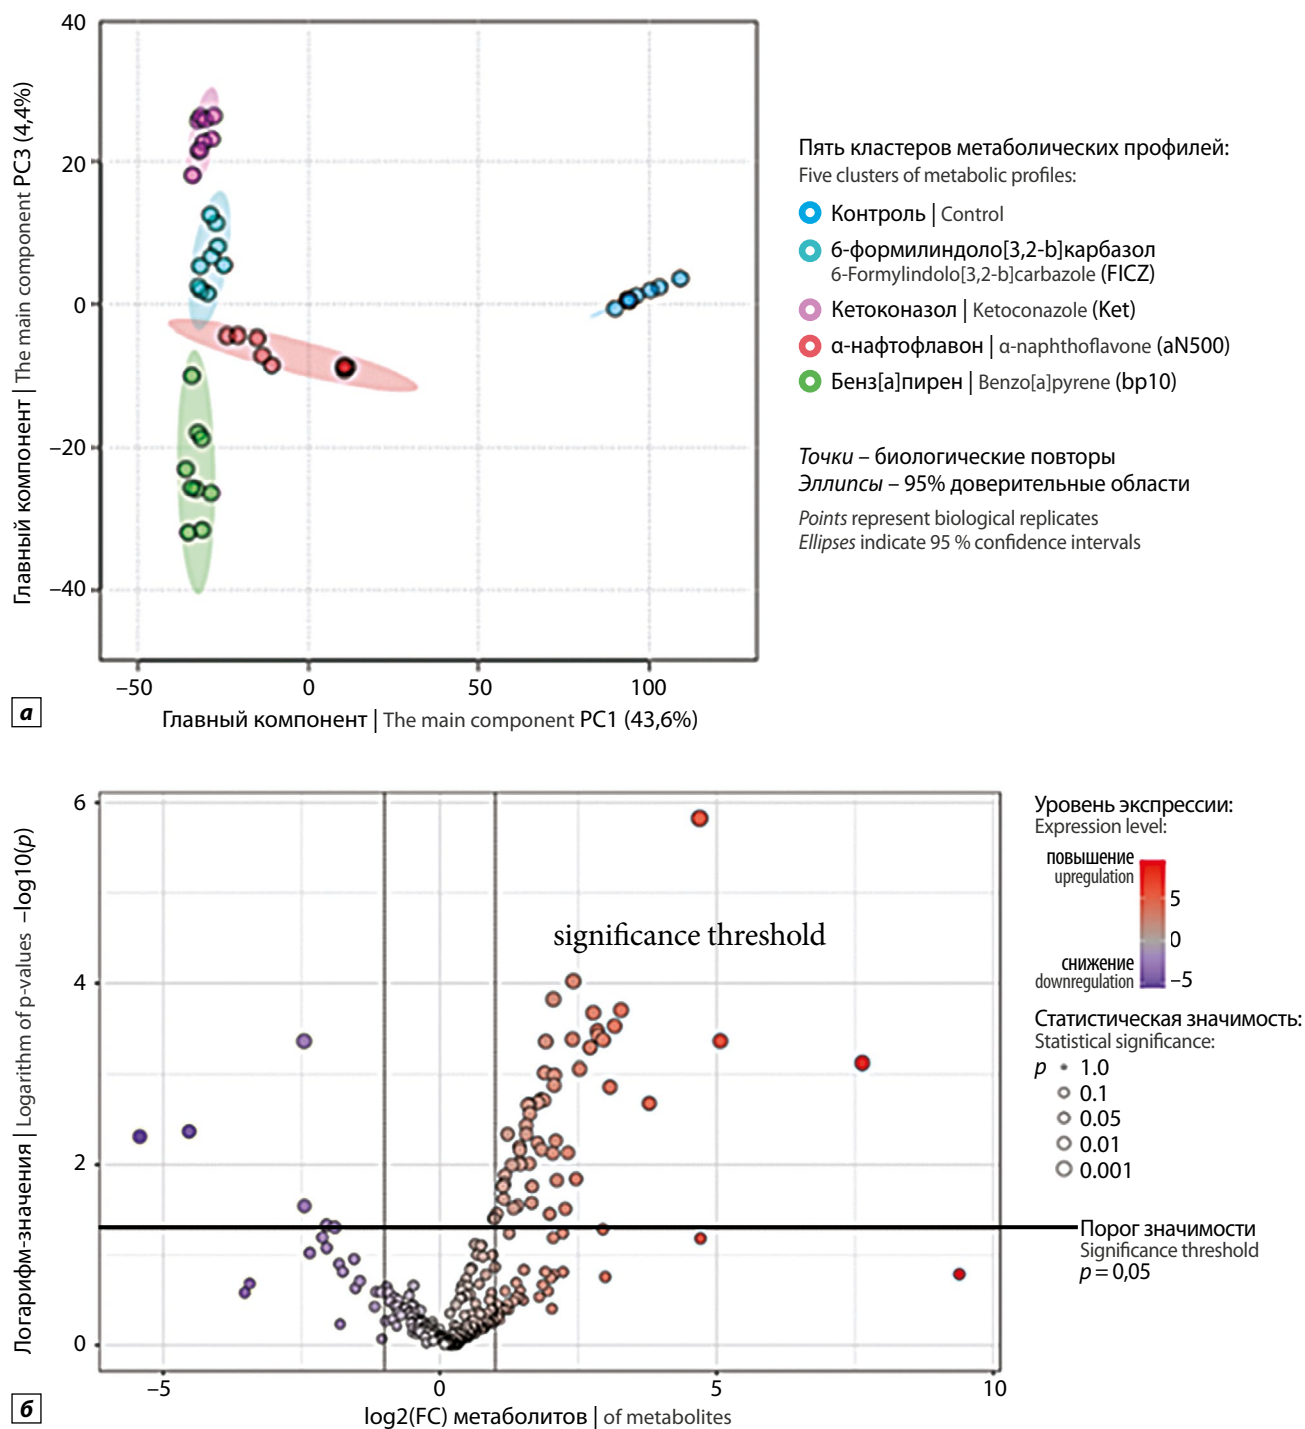 40
20
0
−20
−40
Главный компонент | The main component PC3 (4,4%)
−50
0
50
100
Главный компонент | The main component PC1 (43,6%)
а
Пять кластеров метаболических профилей:
Five clusters of metabolic profiles:
Контроль | Control
6-формилиндоло[3,2-b]карбазол
6-Formylindolo[3,2-b]carbazole (FICZ)
Кетоконазол | Ketoconazole (Ket)
α-нафтофлавон | α-naphthoflavone (aN500)
Бенз[а]пирен | Benzo[a]pyrene (bp10)
Точки – биологические повторы
Эллипсы – 95% доверительные области
Points represent biological replicates
Ellipses indicate 95 % confidence intervals
6
4
2
0
Логарифм-значения | Logarithm of p-values −log10(p)
significance threshold
−5
0
5
10
log2(FC) метаболитов | of metabolites
б
Уровень экспрессии:
Expression level:
повышение
upregulation
5
0
снижение
downregulation
−5
Статистическая значимость:
Statistical significance:
p 1.0
0.1
0.05
0.01
0.001
Порог значимости
Significance threshold
p = 0,05